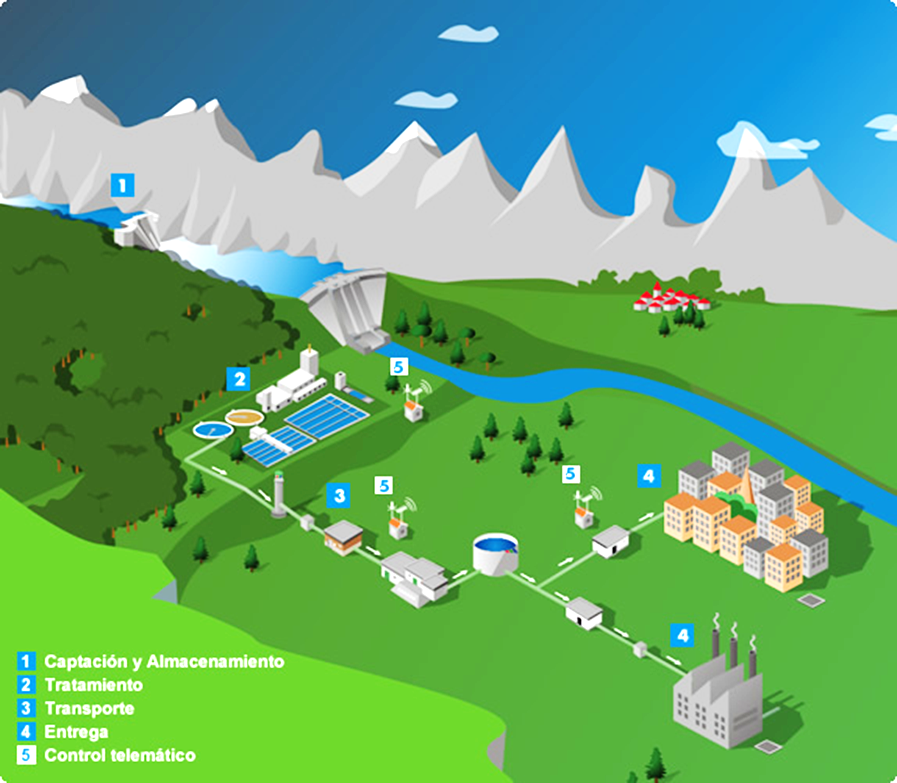 1
5
2
5
4
5
3
4
1 Captación y Almacenamiento
2 Tratamiento
3 Transporte
4 Entrega
5 Control telemático